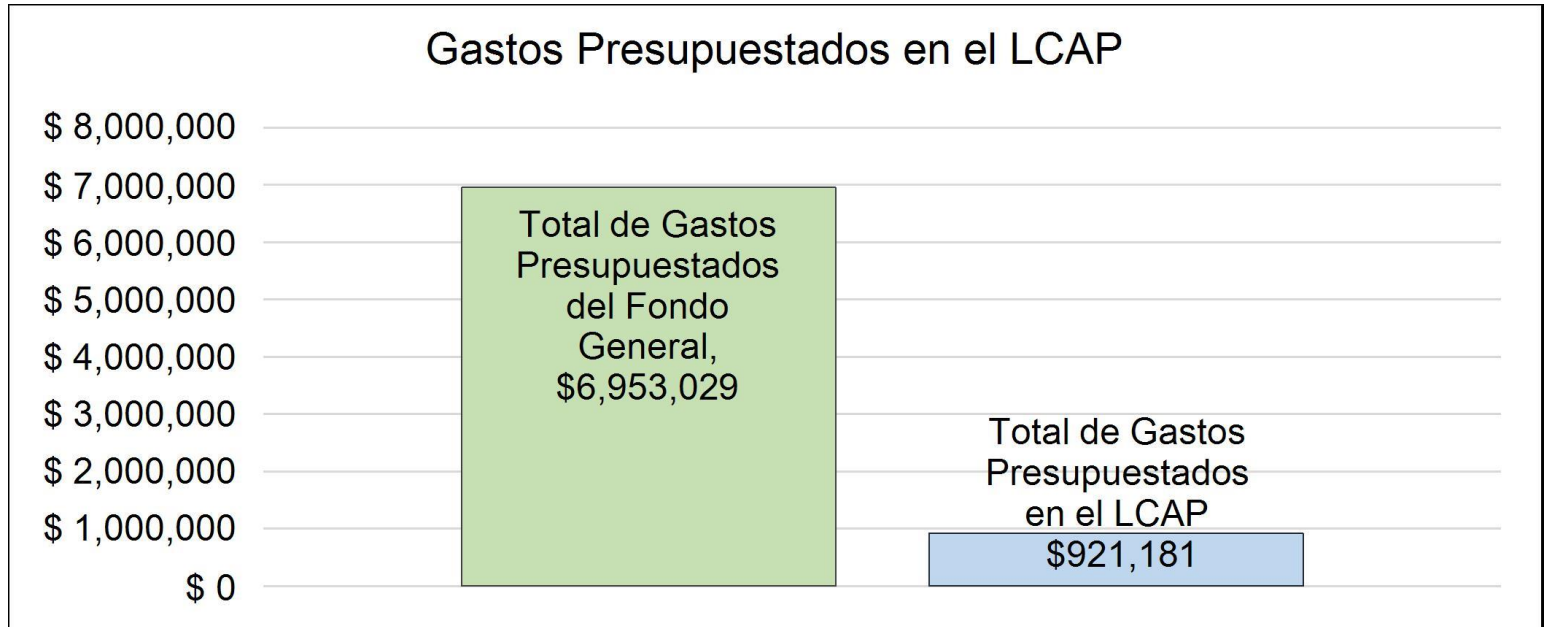 Gastos Presupuestados en el LCAP
$ 8,000,000
$ 7,000,000
$ 6,000,000
$ 5,000,000
$ 4,000,000
$ 3,000,000
$ 2,000,000
$ 1,000,000
$ 0
Total de Gastos
Presupuestados
del Fondo
General,
$6,953,029
Total de Gastos
Presupuestados
en el LCAP
$921,181